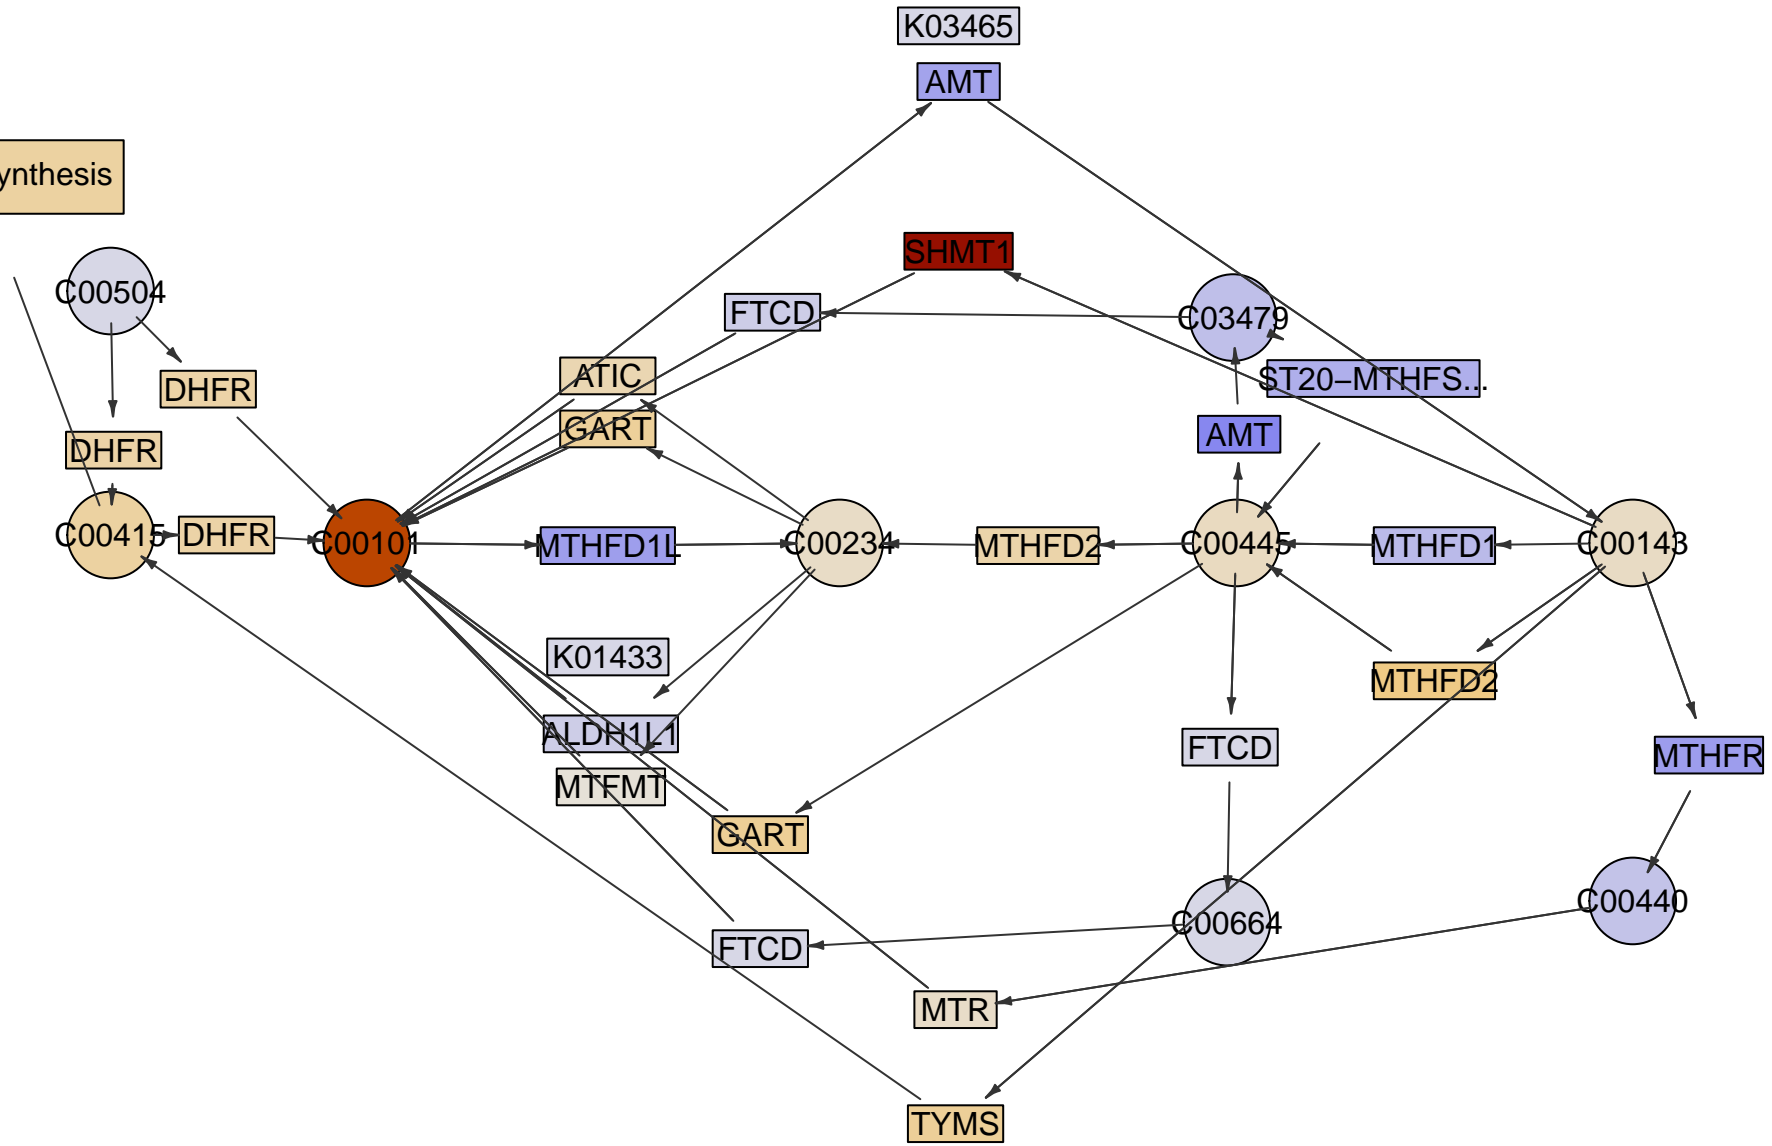 K03465
AMT
ynthesis
SHMT1
C00504
FTCD
C03479
ATIC
ST20−MTHFS...
DHFR
GART
AMT
DHFR
C00415
DHFR
C00101
MTHFD1L
C00234
MTHFD2
C00445
MTHFD1
C00143
K01433
MTHFD2
ALDH1L1
FTCD
MTHFR
MTFMT
GART
C00440
C00664
FTCD
MTR
TYMS